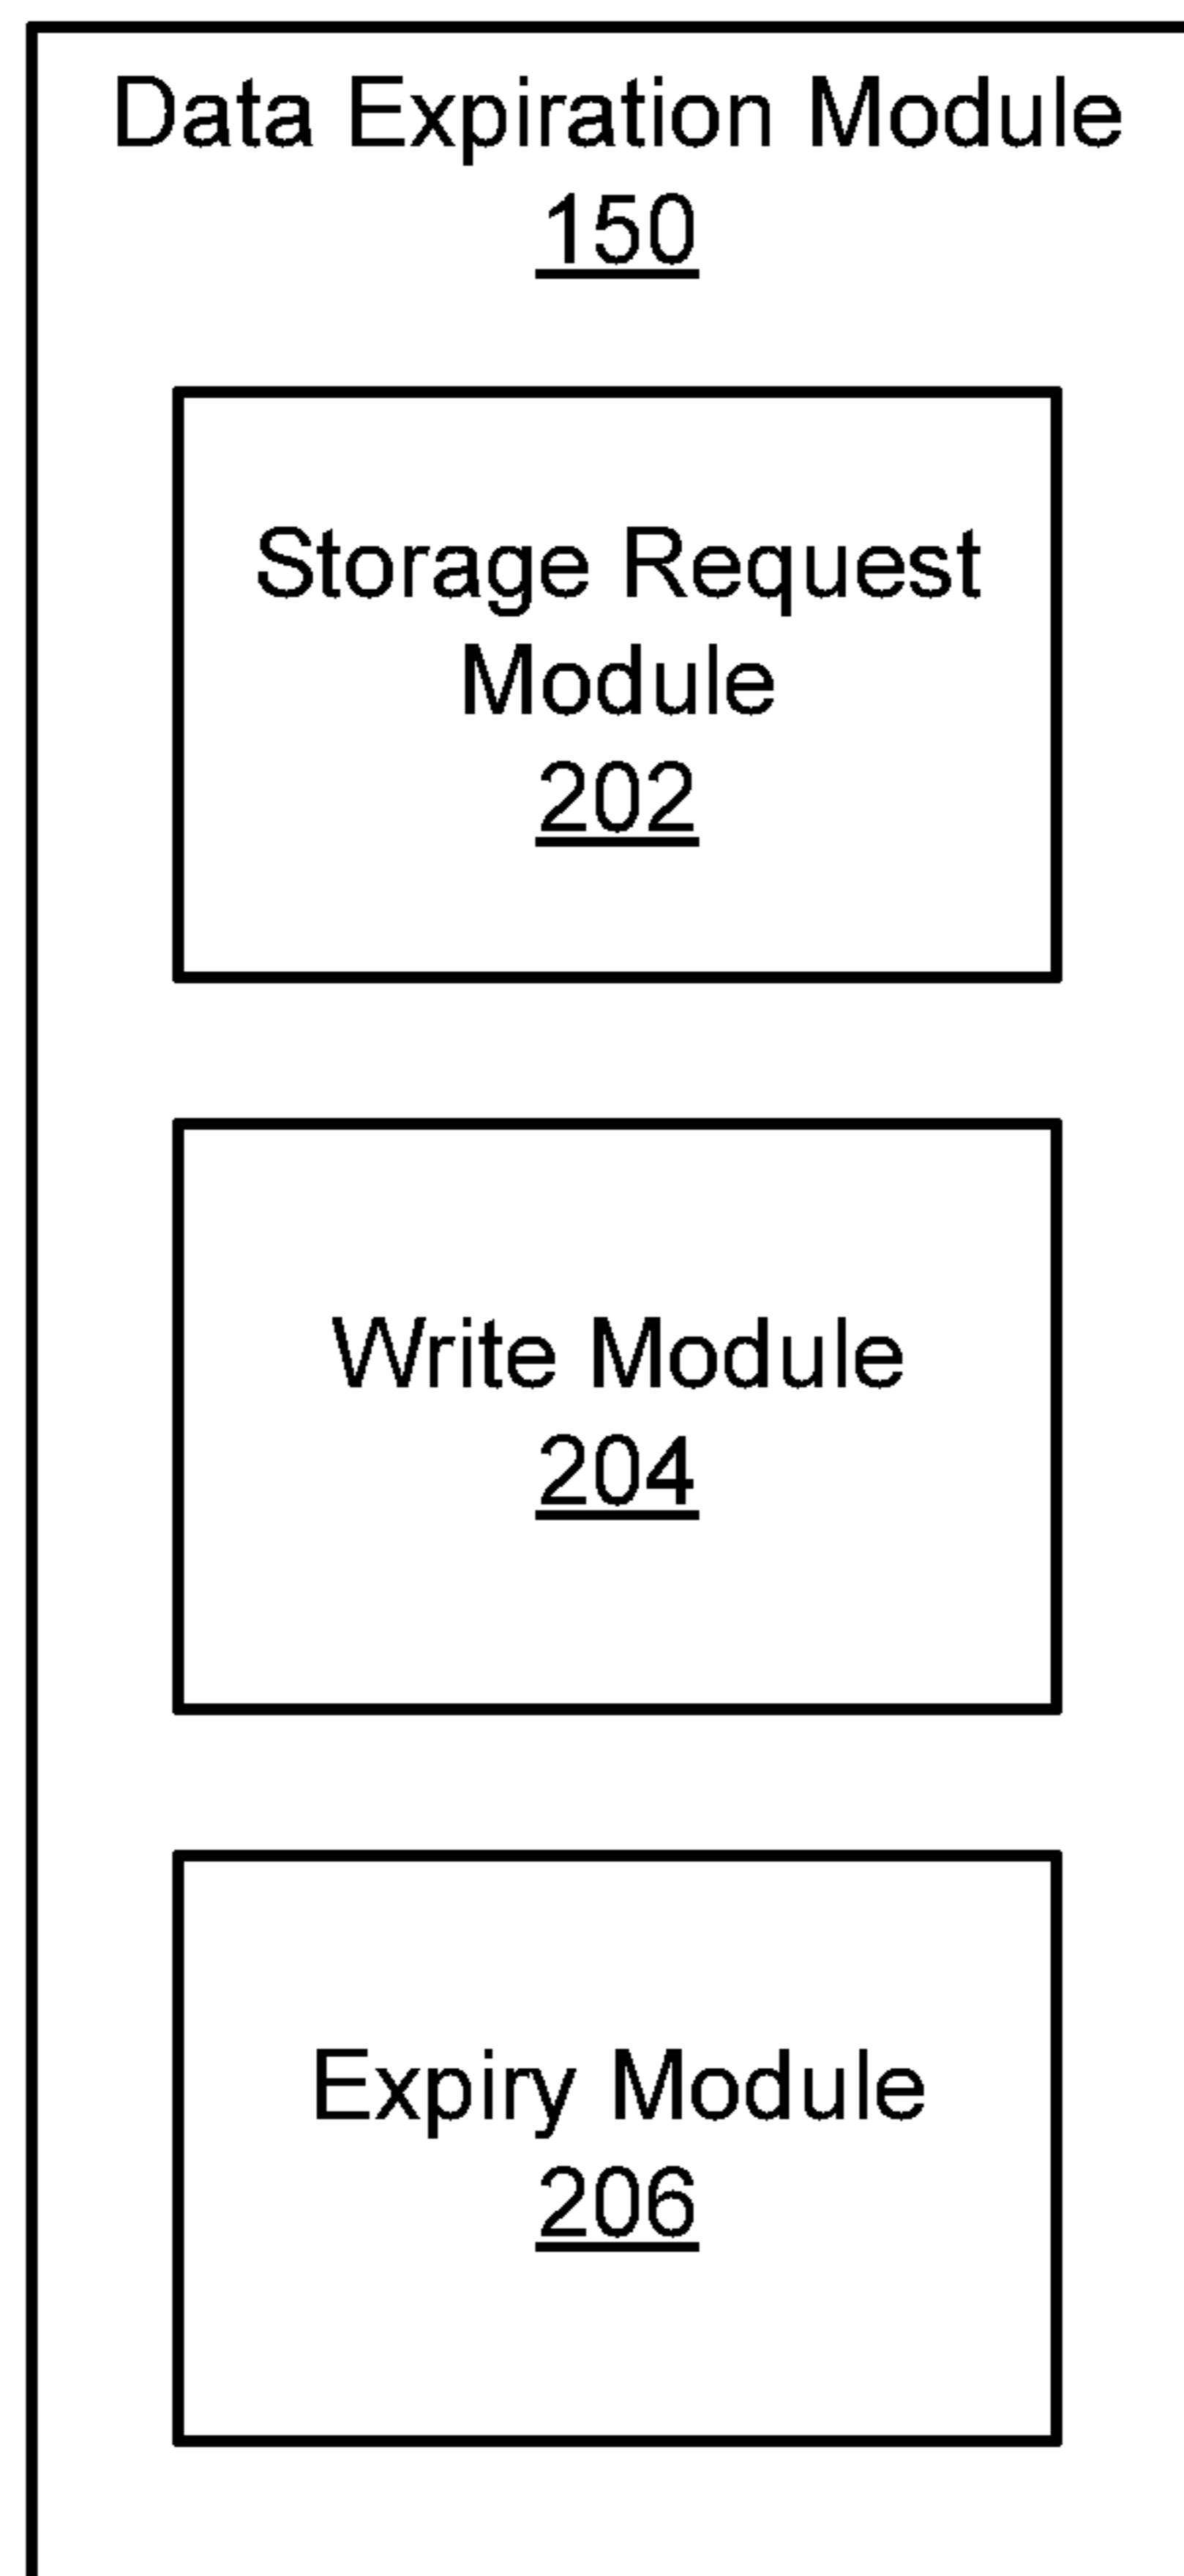 Data Expiration Module
150
Storage Request
Module
202
Write Module
204
Expiry Module
206